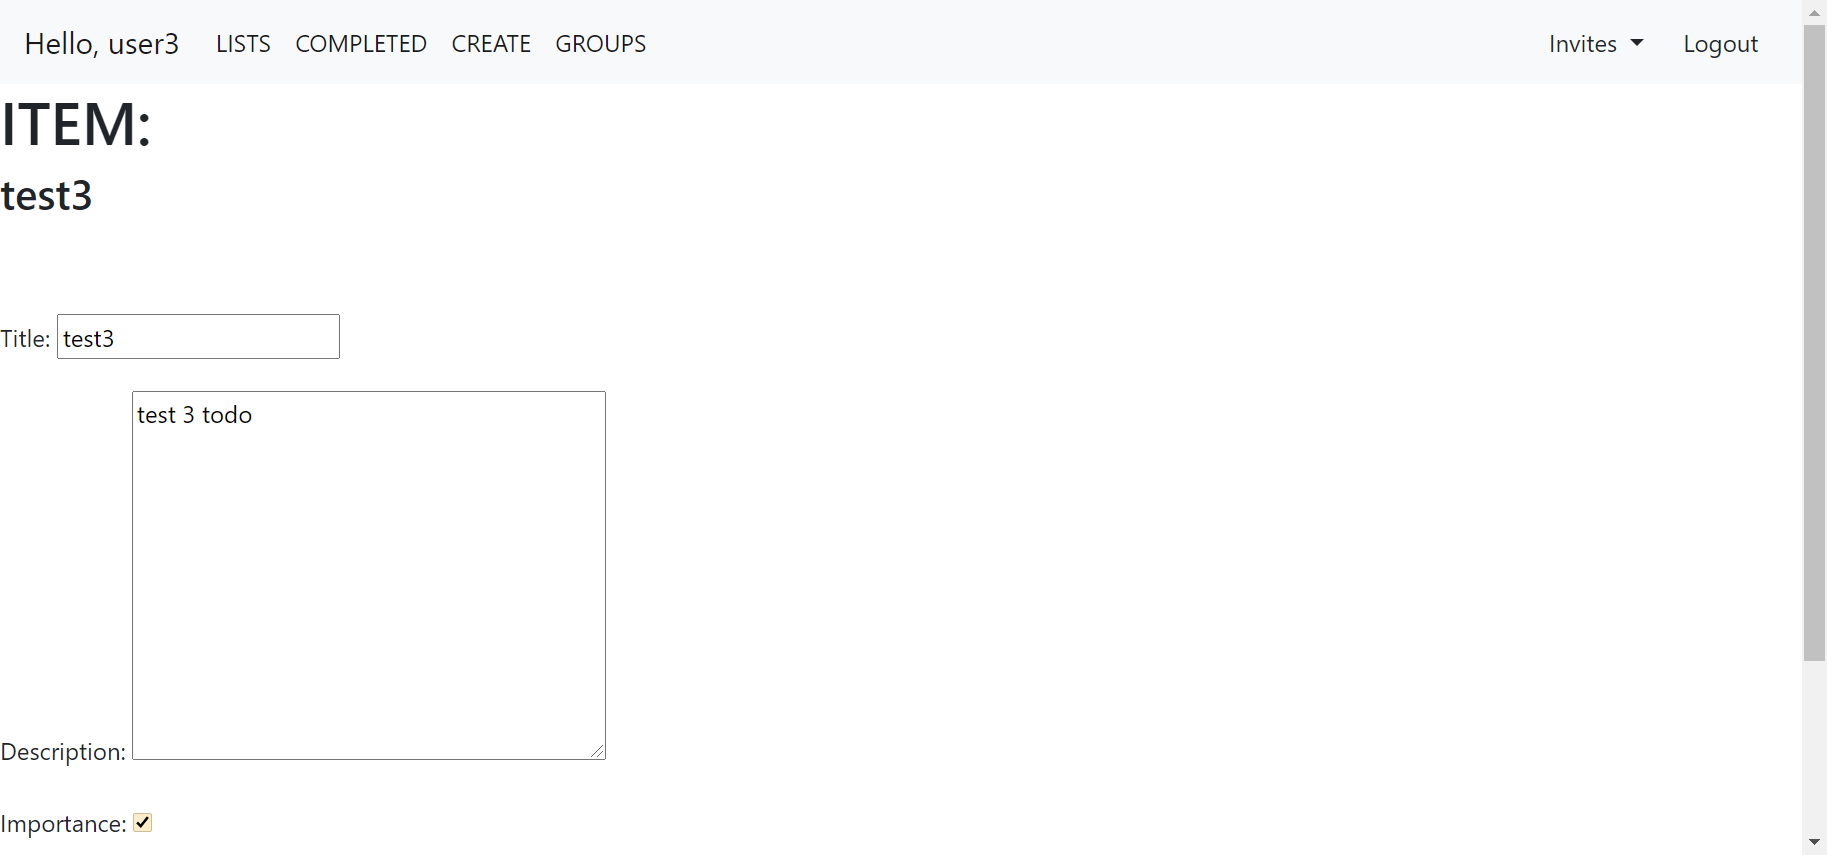 Hello, user3 LISTS COMPLETED CREATE GROUPS Invites Logout
ITEM:
test3
Title: test3
test 3 todo
Description:
Importance: